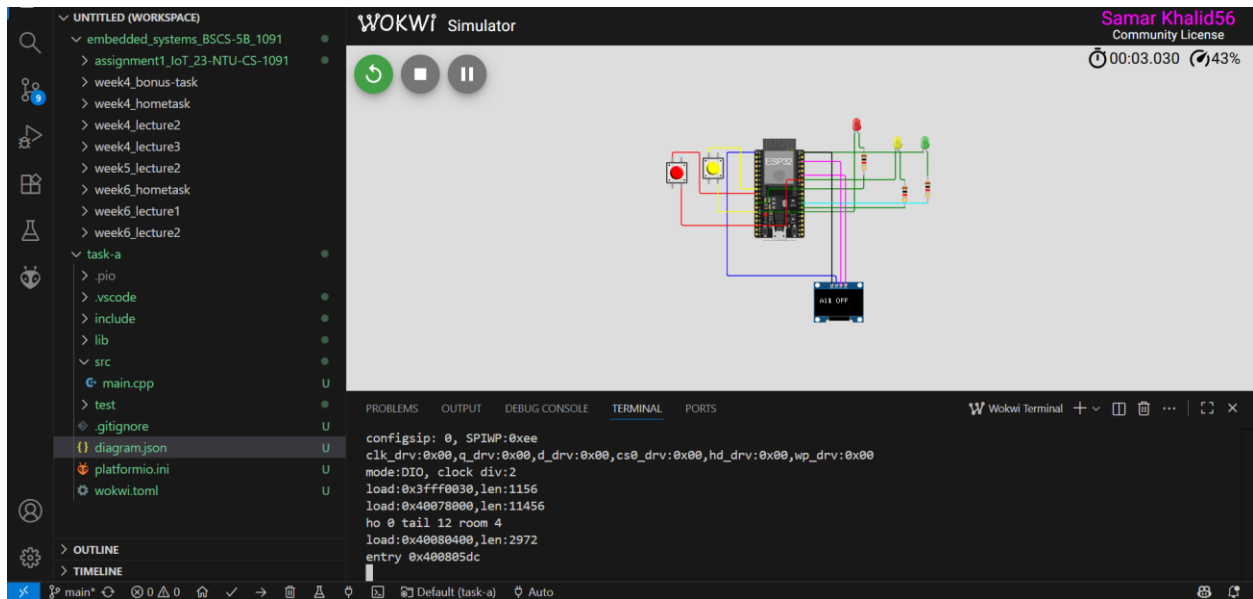 UNTITLED (WORKSPACE)
embedded_systems_BSCS-5B_1091
assignment1_IoT_23-NTU-CS-1091
week4_bonus-task
week4_hometask
week4_lecture2
week4_lecture3
week5_lecture2
week6_hometask
week6_lecture1
week6_lecture2
task-a
.pio
.vscode
include
lib
src
main.cpp U
test
.gitignore U
diagram.json U
platformio.ini U
wokwi.toml U
OUTLINE
TIMELINE
9
WOKWI Simulator
Samar Khalid56
Community License
00:03.030 43%
ESP32
All OFF
PROBLEMS OUTPUT DEBUG CONSOLE TERMINAL PORTS
Wokwi Terminal
configsip: 0, SPIWP:0xee
clk_drv:0x00,q_drv:0x00,d_drv:0x00,cs0_drv:0x00,hd_drv:0x00,wp_drv:0x00
mode:DIO, clock div:2
load:0x3fff0030,len:1156
load:0x40078000,len:11456
ho 0 tail 12 room 4
load:0x40080400,len:2972
entry 0x400805dc
main* 0 0 Default (task-a) Auto